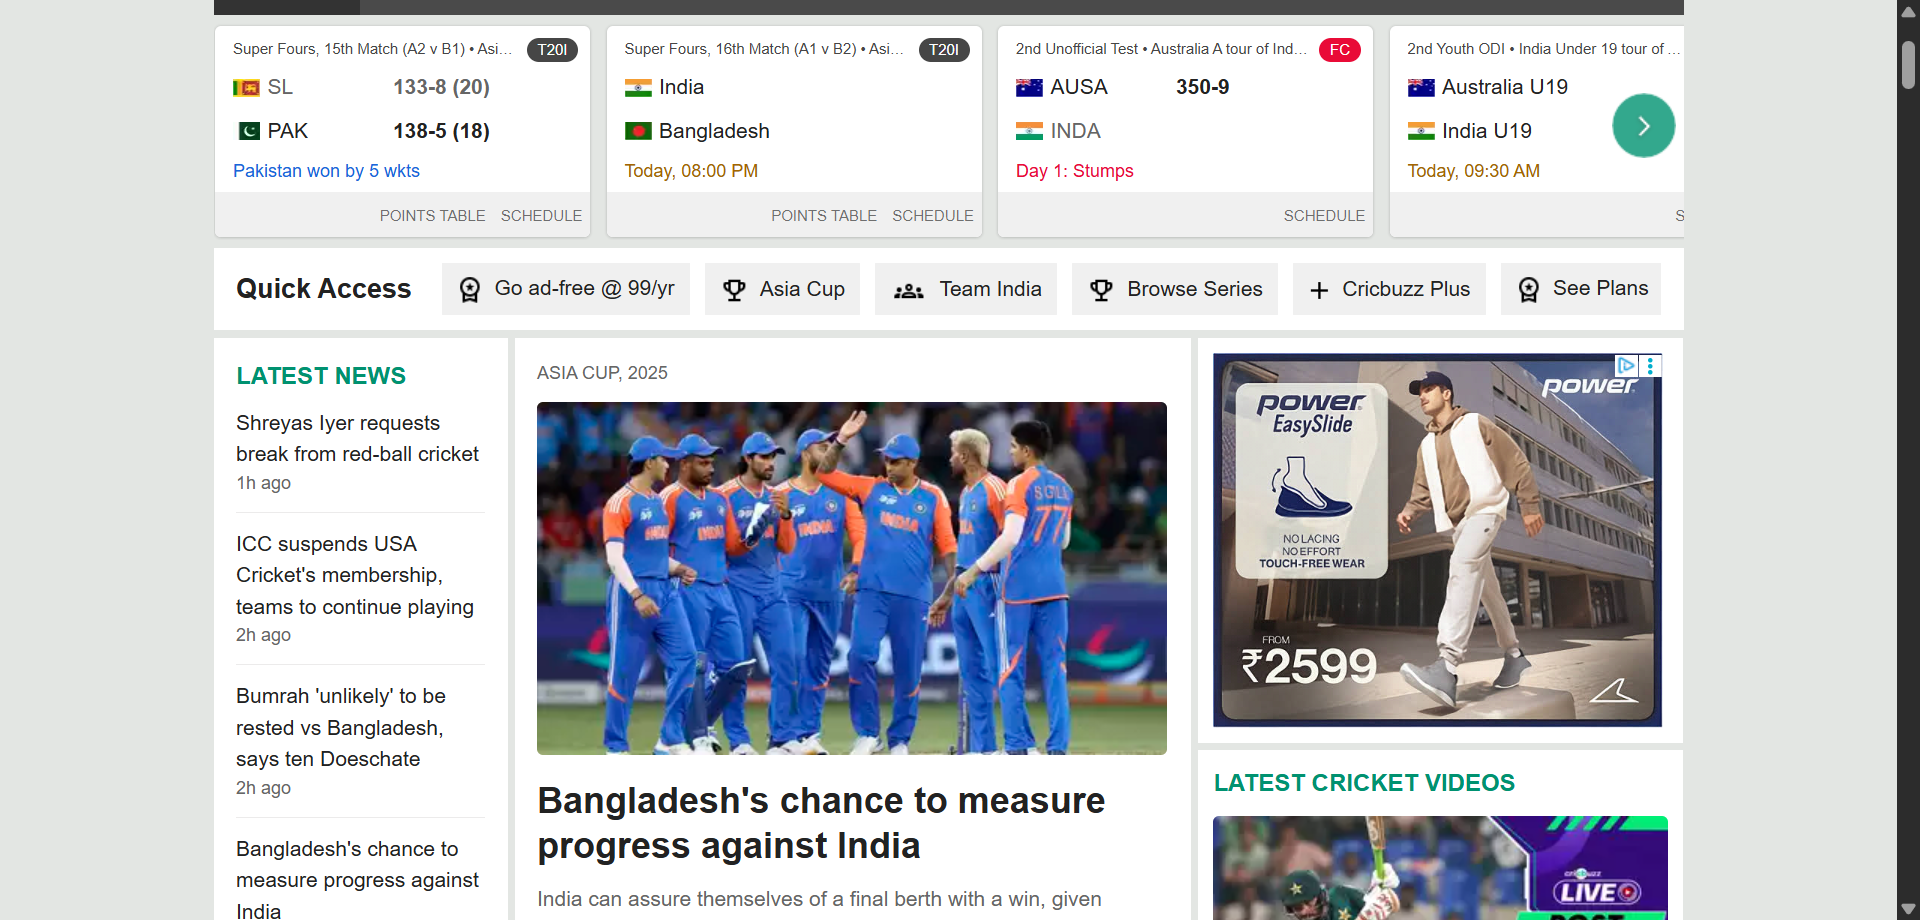 Super Fours, 15th Match (A2 v B1) • Asi...
T20I
SL 133-8 (20)
PAK 138-5 (18)
Pakistan won by 5 wkts
POINTS TABLE SCHEDULE
Super Fours, 16th Match (A1 v B2) • Asi...
T20I
India
Bangladesh
Today, 08:00 PM
POINTS TABLE SCHEDULE
2nd Unofficial Test • Australia A tour of Ind...
FC
AUSA 350-9
INDA
Day 1: Stumps
SCHEDULE
2nd Youth ODI • India Under 19 tour of ...
Australia U19
India U19
Today, 09:30 AM
S
Quick Access
Go ad-free @ 99/yr
Asia Cup
Team India
Browse Series
Cricbuzz Plus
See Plans
LATEST NEWS
Shreyas Iyer requests
break from red-ball cricket
1h ago
ICC suspends USA
Cricket's membership,
teams to continue playing
2h ago
Bumrah 'unlikely' to be
rested vs Bangladesh,
says ten Doeschate
2h ago
Bangladesh's chance to
measure progress against
India
ASIA CUP, 2025
INDIA
INDIA
INDIA
INDIA
77
Bangladesh's chance to measure
progress against India
India can assure themselves of a final berth with a win, given
power
power
EasySlide
NO LACING
NO EFFORT
TOUCH-FREE WEAR
FROM
₹2599
LATEST CRICKET VIDEOS
cricbuzz
LIVE
POST